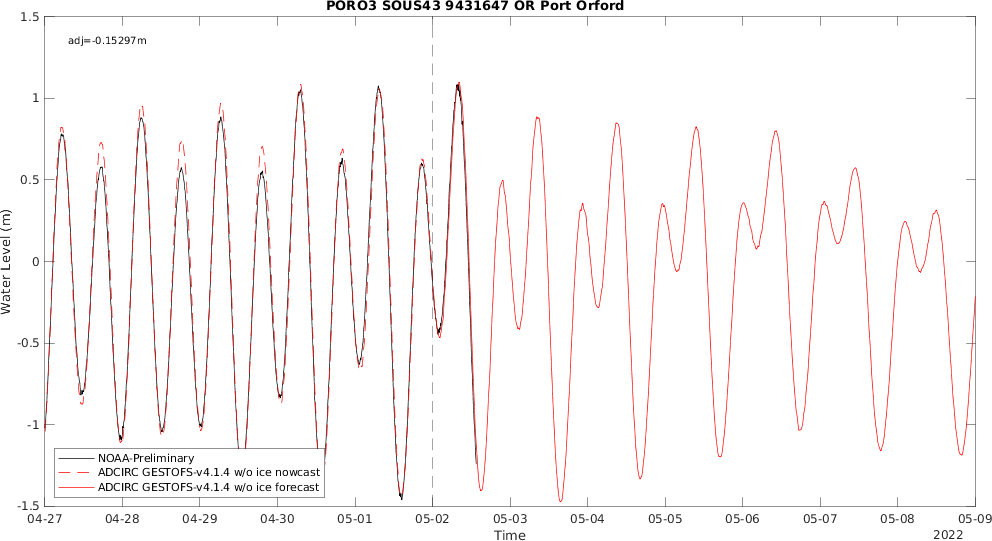 PORO3 SOUS43 9431647 OR Port Orford
adj=-0.15297m
1.5
1
0.5
0
-0.5
-1
-1.5
Water Level (m)
NOAA-Preliminary
ADCIRC GESTOFS-v4.1.4 w/o ice nowcast
ADCIRC GESTOFS-v4.1.4 w/o ice forecast
04-27 04-28 04-29 04-30 05-01 05-02 05-03 05-04 05-05 05-06 05-07 05-08 05-09
Time
2022